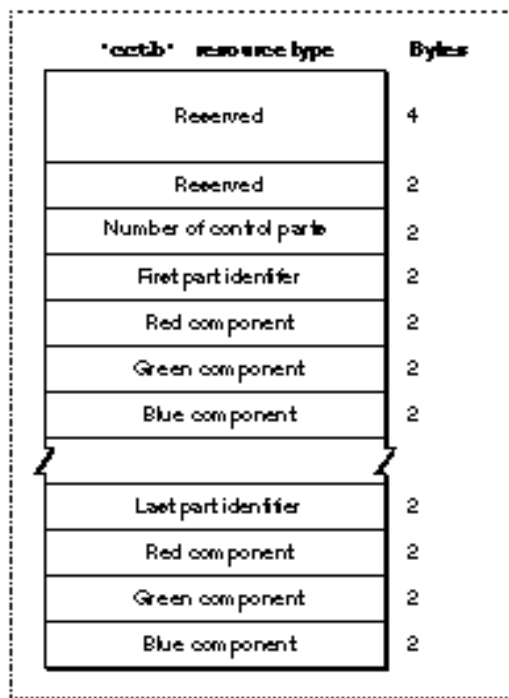 'cctb' resource type Bytes
Reserved 4
Reserved 2
Number of control parts 2
First part identifer 2
Red component 2
Green component 2
Blue component 2
Last part identifier 2
Red component 2
Green component 2
Blue component 2